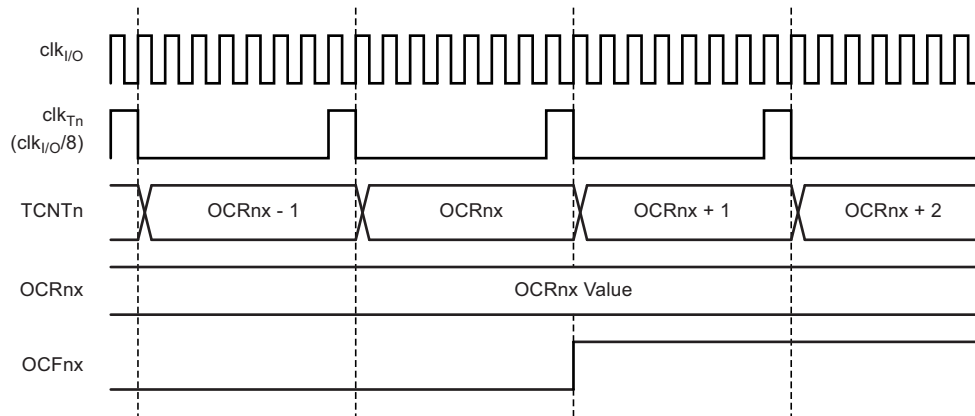 clkI/O
clkTn
(clkI/O/8)
TCNTn OCRnx - 1 OCRnx OCRnx + 1 OCRnx + 2
OCRnx OCRnx Value
OCFnx